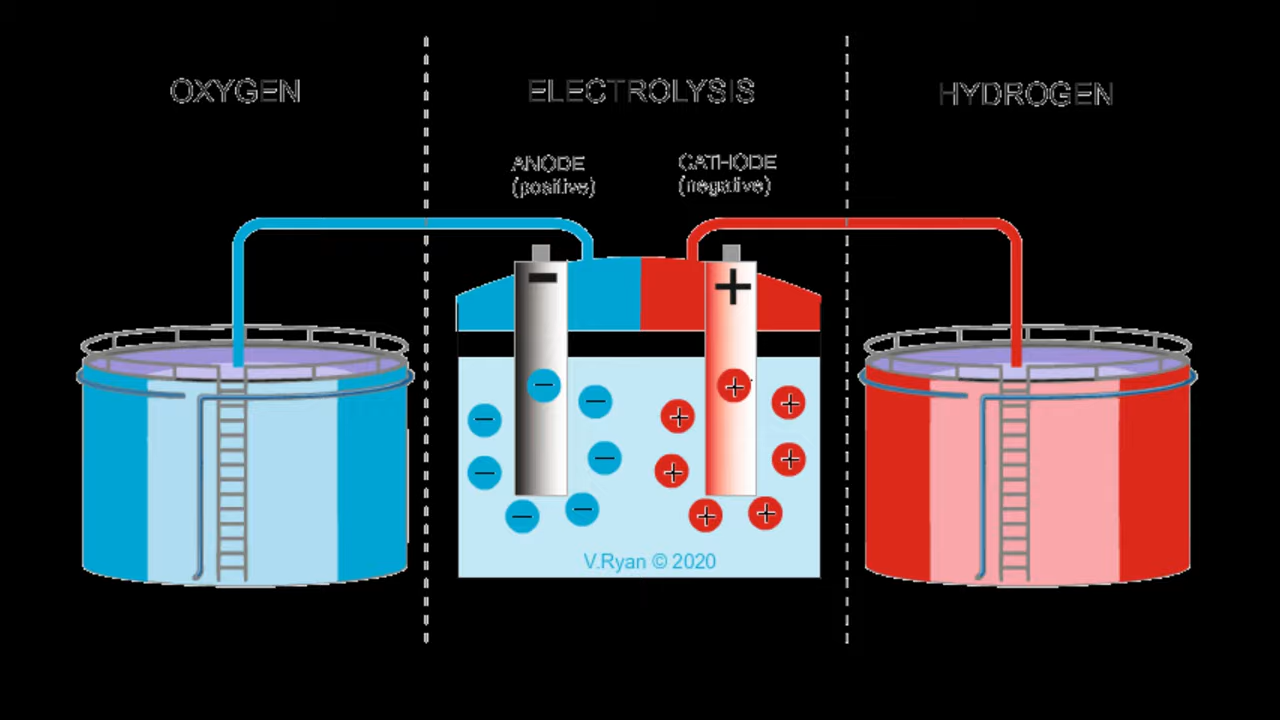 OXYGEN
ELECTROLYSIS
HYDROGEN
ANODE
(positive)
CATHODE
(negative)
V.Ryan © 2020